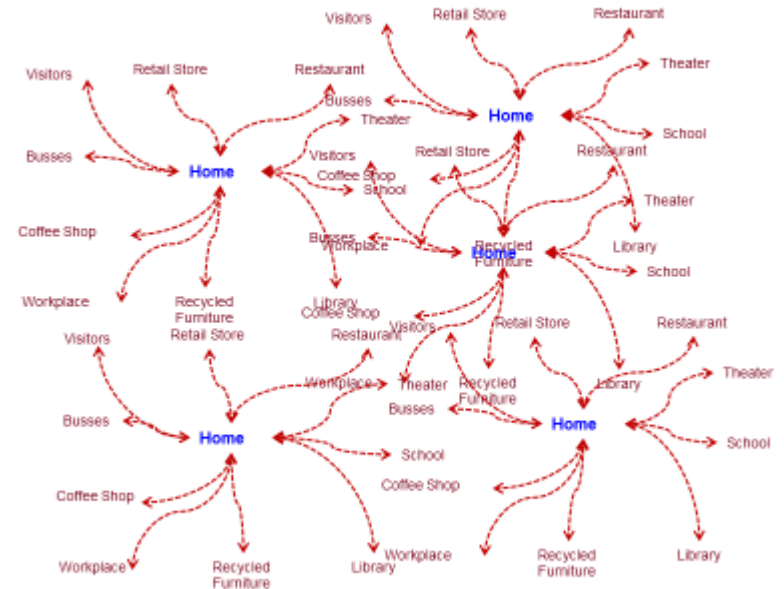 Visitors
Retail Store
Restaurant
Theater
Busses
Home
School
Coffee Shop
Workplace
Recycled
Furniture
Library
Visitors
Retail Store
Restaurant
Theater
Busses
Home
School
Coffee Shop
Workplace
Recycled
Furniture
Library
Visitors
Retail Store
Restaurant
Theater
Busses
Home
School
Coffee Shop
Workplace
Recycled
Furniture
Library
Visitors
Retail Store
Restaurant
Theater
Busses
Home
School
Coffee Shop
Workplace
Recycled
Furniture
Library
Visitors
Retail Store
Restaurant
Theater
Busses
Home
School
Coffee Shop
Workplace
Recycled
Furniture
Library